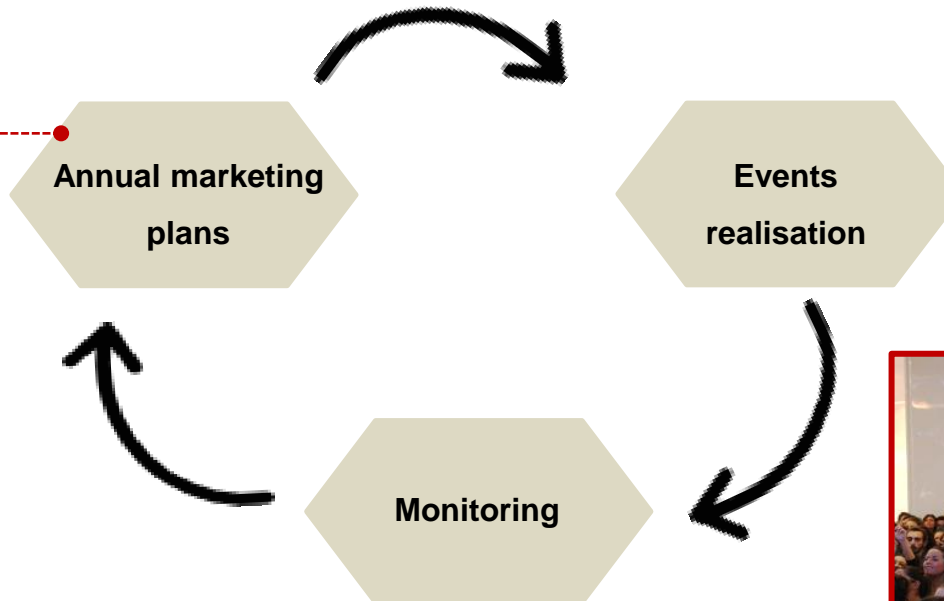 Annual marketing
plans
Events
realisation
Monitoring